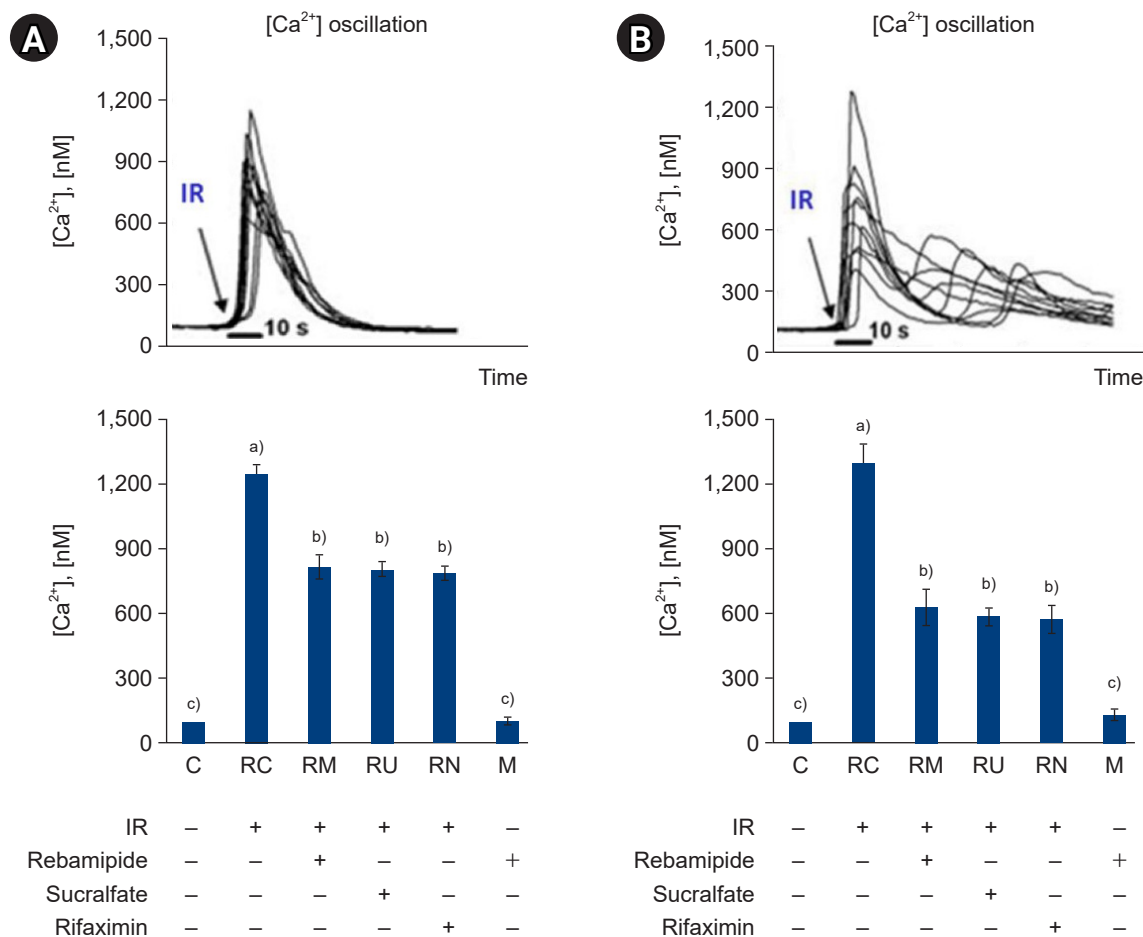 A
[Ca²⁺] oscillation
1,500
1,200
900
600
300
0
[Ca²⁺], [nM]
IR
10 s
Time
1,500
1,200
900
600
300
0
[Ca²⁺], [nM]
c)
a)
b)
b)
b)
c)
C RC RM RU RN M
IR – + + + + –
Rebamipide – – + – – +
Sucralfate – – – + – –
Rifaximin – – – – + –
B
[Ca²⁺] oscillation
1,500
1,200
900
600
300
0
[Ca²⁺], [nM]
IR
10 s
Time
1,500
1,200
900
600
300
0
[Ca²⁺], [nM]
c)
a)
b)
b)
b)
c)
C RC RM RU RN M
IR – + + + + –
Rebamipide – – + – – +
Sucralfate – – – + – –
Rifaximin – – – – + –